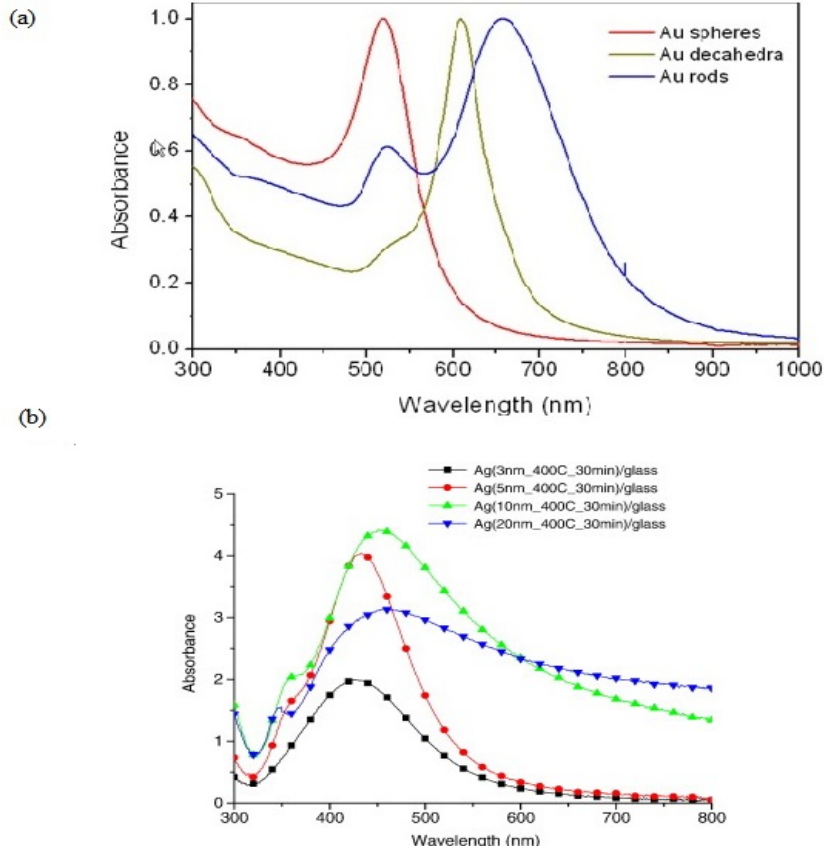 (a)
1.0
0.8
0.6
0.4
0.2
0.0
Absorbance
Au spheres
Au decahedra
Au rods
300 400 500 600 700 800 900 1000
Wavelength (nm)
(b)
Ag(3nm_400C_30min)/glass
Ag(5nm_400C_30min)/glass
Ag(10nm_400C_30min)/glass
Ag(20nm_400C_30min)/glass
5
4
3
2
1
0
Absorbance
300 400 500 600 700 800
Wavelength (nm)